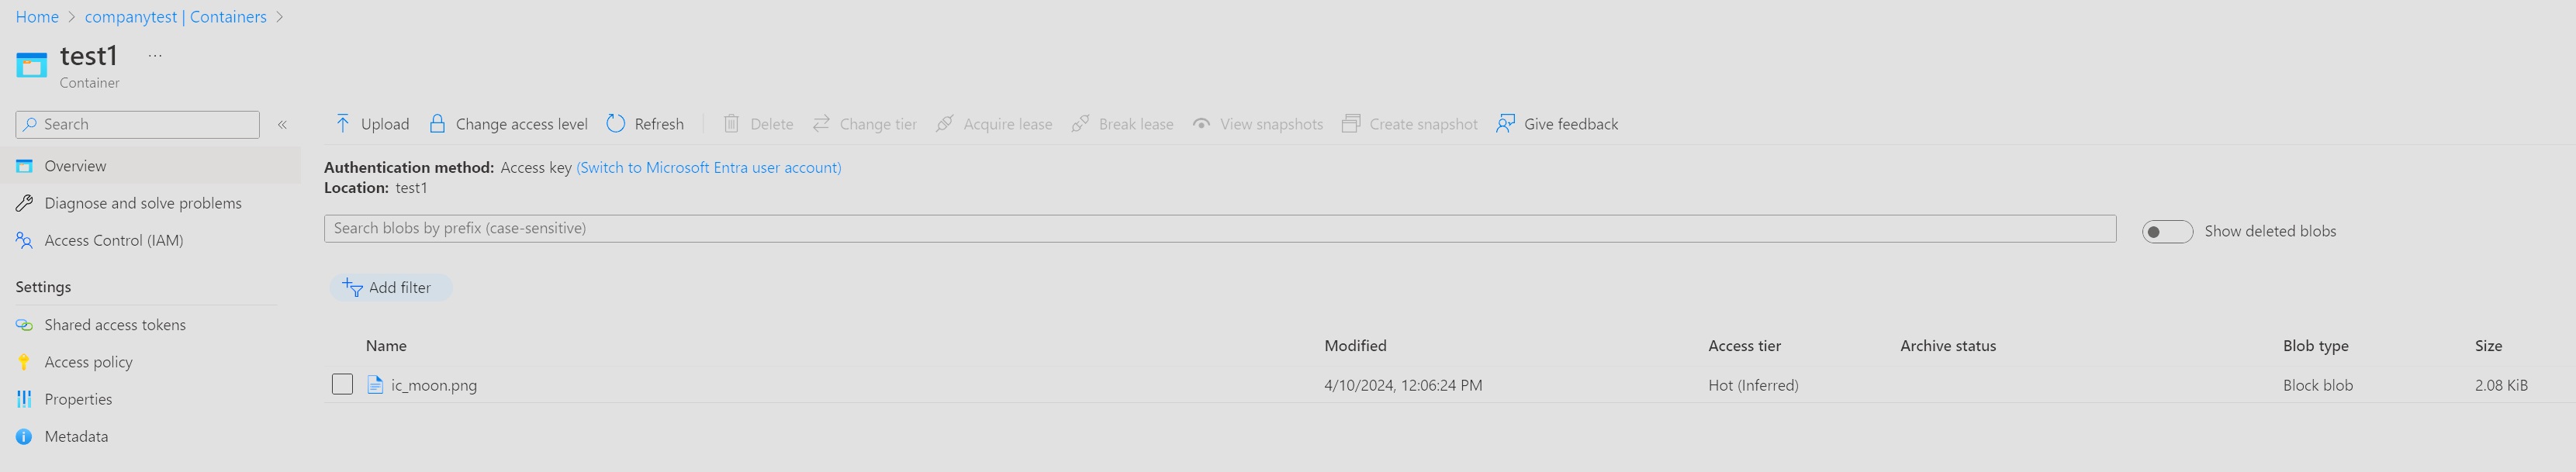 Home > companytest | Containers >
test1 ...
Container
Search «
Overview
Diagnose and solve problems
Access Control (IAM)
Settings
Shared access tokens
Access policy
Properties
Metadata
Upload Change access level Refresh Delete Change tier Acquire lease Break lease View snapshots Create snapshot Give feedback
Authentication method: Access key (Switch to Microsoft Entra user account)
Location: test1
Search blobs by prefix (case-sensitive) Show deleted blobs
Add filter
Name Modified Access tier Archive status Blob type Size
ic_moon.png 4/10/2024, 12:06:24 PM Hot (Inferred) Block blob 2.08 KiB